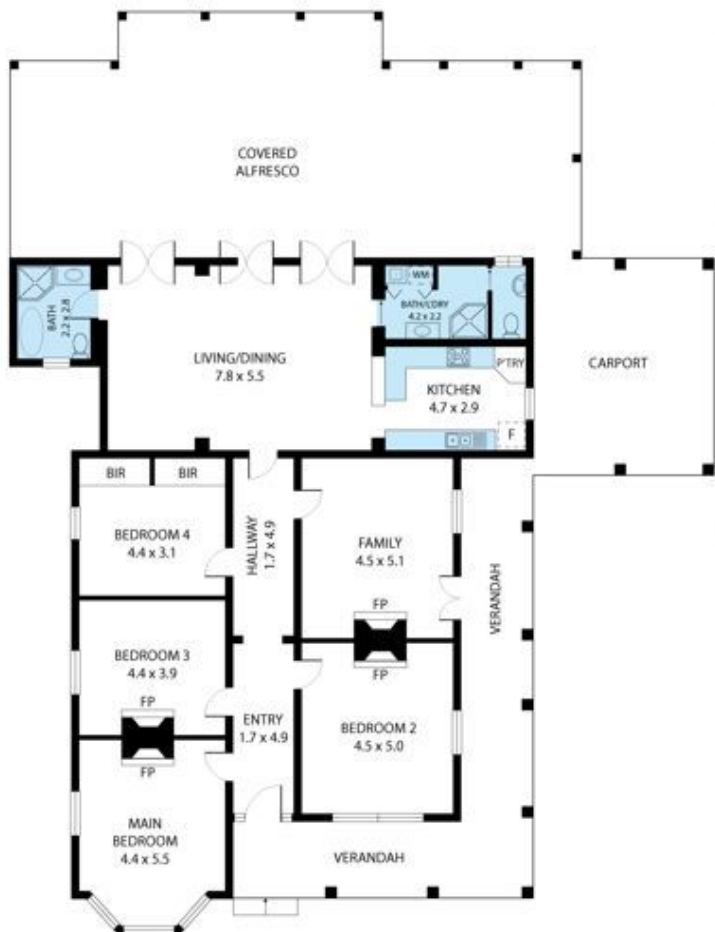 COVERED
ALFRESCO
BATH
2.2 x 2.8
LIVING/DINING
7.8 x 5.5
WM
BATH/L'DRY
4.2 x 2.2
KITCHEN
4.7 x 2.9
P'TRY
F
CARPORT
BIR
BIR
BEDROOM 4
4.4 x 3.1
HALLWAY
1.7 x 4.9
FAMILY
4.5 x 5.1
FP
VERANDAH
BEDROOM 3
4.4 x 3.9
FP
FP
ENTRY
1.7 x 4.9
FP
BEDROOM 2
4.5 x 5.0
MAIN
BEDROOM
4.4 x 5.5
VERANDAH